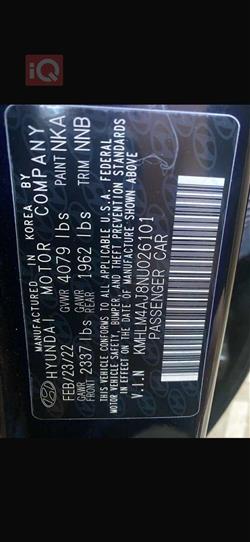 iQ
MANUFACTURED IN KOREA BY
HYUNDAI MOTOR COMPANY
FEB/23/22 GVWR 4079 lbs PAINT NKA
GAWR FRONT 2337 lbs GAWR REAR 1962 lbs TRIM NNB
THIS VEHICLE CONFORMS TO ALL APPLICABLE U.S.A. FEDERAL
MOTOR VEHICLE SAFETY, BUMPER, AND THEFT PREVENTION STANDARDS
IN EFFECT ON THE DATE OF MANUFACTURE SHOWN ABOVE
V.I.N KMHLM4AJ8NU026101
PASSENGER CAR